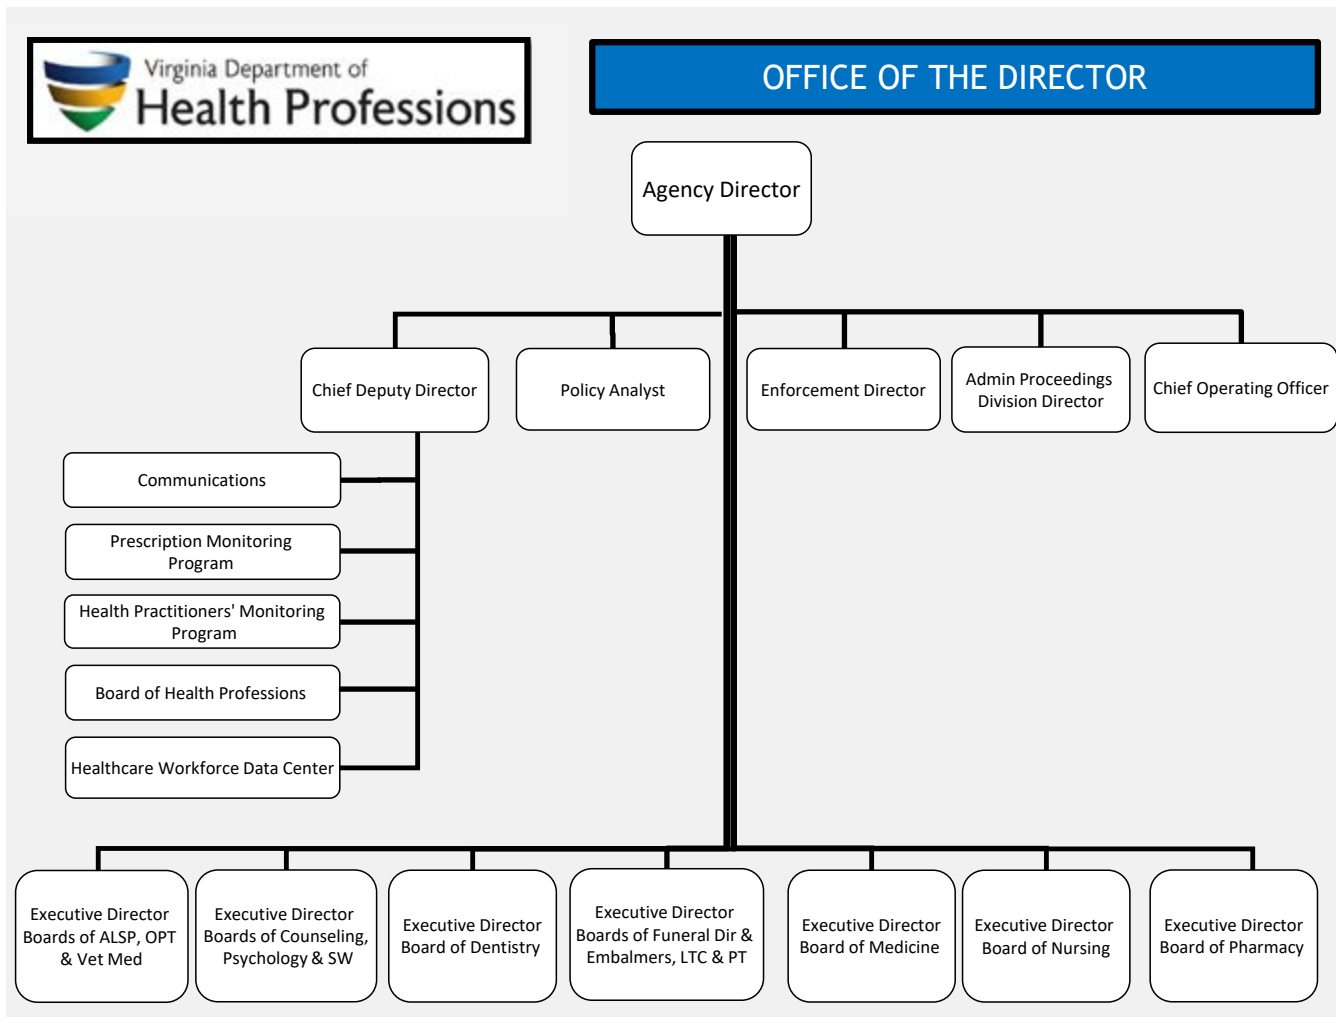 Virginia Department of
Health Professions
OFFICE OF THE DIRECTOR
Agency Director
Chief Deputy Director
Policy Analyst
Enforcement Director
Admin Proceedings
Division Director
Chief Operating Officer
Communications
Prescription Monitoring
Program
Health Practitioners' Monitoring
Program
Board of Health Professions
Healthcare Workforce Data Center
Executive Director
Boards of ALSP, OPT
& Vet Med
Executive Director
Boards of Counseling,
Psychology & SW
Executive Director
Board of Dentistry
Executive Director
Boards of Funeral Dir &
Embalmers, LTC & PT
Executive Director
Board of Medicine
Executive Director
Board of Nursing
Executive Director
Board of Pharmacy